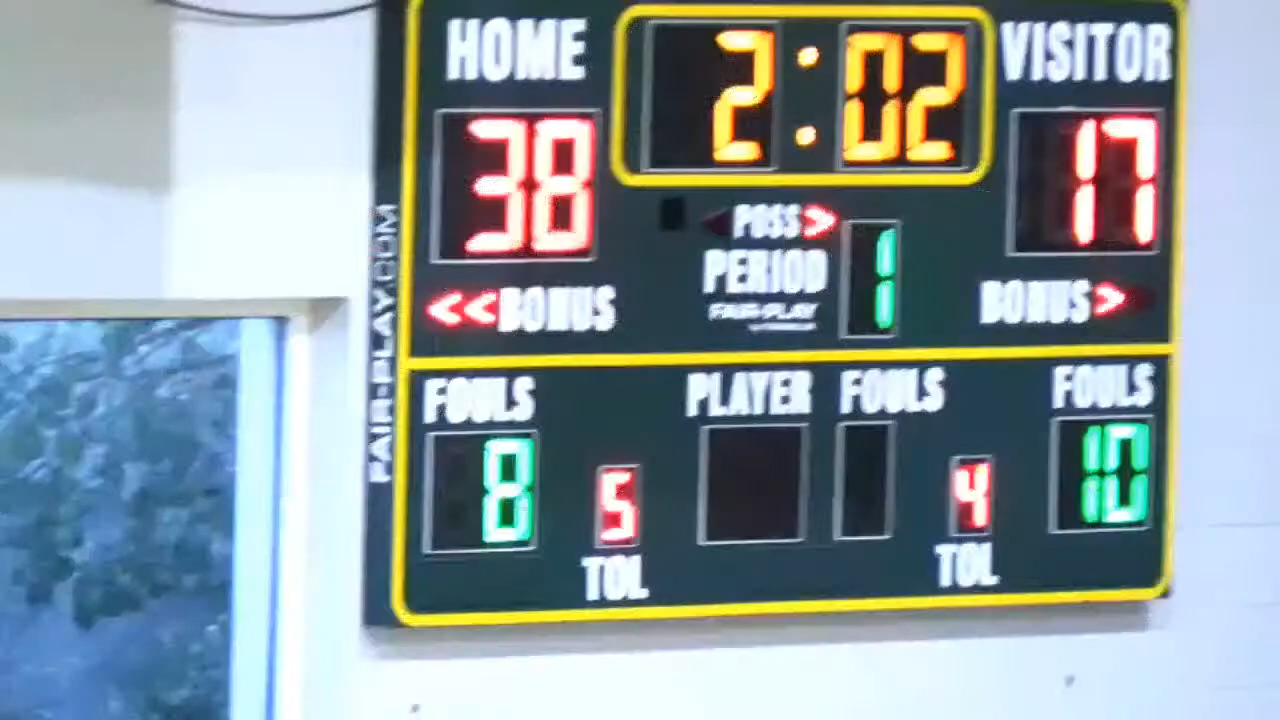 HOME 2:02 VISITOR
38 17
POSS>
PERIOD 1
FAIR-PLAY
<<BONUS BONUS>
FAIR-PLAY.COM
FOULS PLAYER FOULS FOULS
8 5 4 10
TOL TOL